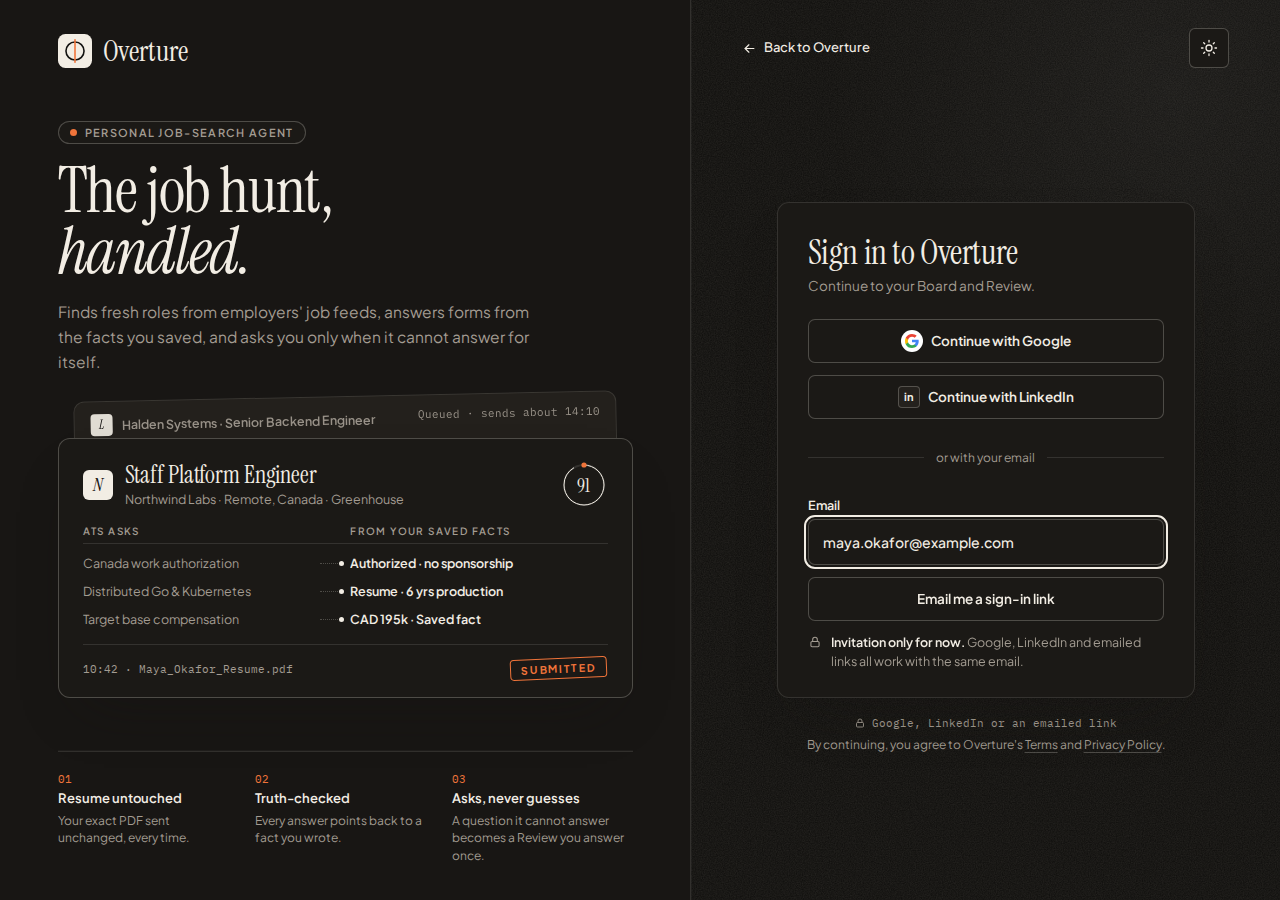 Overture
PERSONAL JOB-SEARCH AGENT
The job hunt,
handled.
Finds fresh roles from employers' job feeds, answers forms from
the facts you saved, and asks you only when it cannot answer for
itself.
L Halden Systems · Senior Backend Engineer Queued · sends about 14:10
N Staff Platform Engineer 91
Northwind Labs · Remote, Canada · Greenhouse
ATS ASKS FROM YOUR SAVED FACTS
Canada work authorization Authorized · no sponsorship
Distributed Go & Kubernetes Resume · 6 yrs production
Target base compensation CAD 195k · Saved fact
10:42 · Maya_Okafor_Resume.pdf SUBMITTED
01
Resume untouched
Your exact PDF sent
unchanged, every time.
02
Truth-checked
Every answer points back to a
fact you wrote.
03
Asks, never guesses
A question it cannot answer
becomes a Review you answer
once.
← Back to Overture
Sign in to Overture
Continue to your Board and Review.
Continue with Google
in Continue with LinkedIn
or with your email
Email
maya.okafor@example.com
Email me a sign-in link
Invitation only for now. Google, LinkedIn and emailed
links all work with the same email.
Google, LinkedIn or an emailed link
By continuing, you agree to Overture's Terms and Privacy Policy.